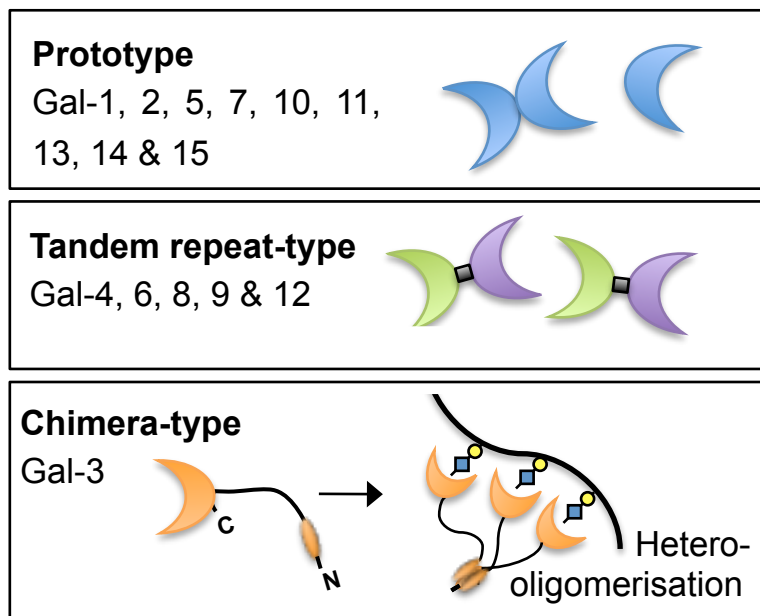 Prototype
Gal-1, 2, 5, 7, 10, 11,
13, 14 & 15
Tandem repeat-type
Gal-4, 6, 8, 9 & 12
Chimera-type
Gal-3
C
N
Hetero-
oligomerisation